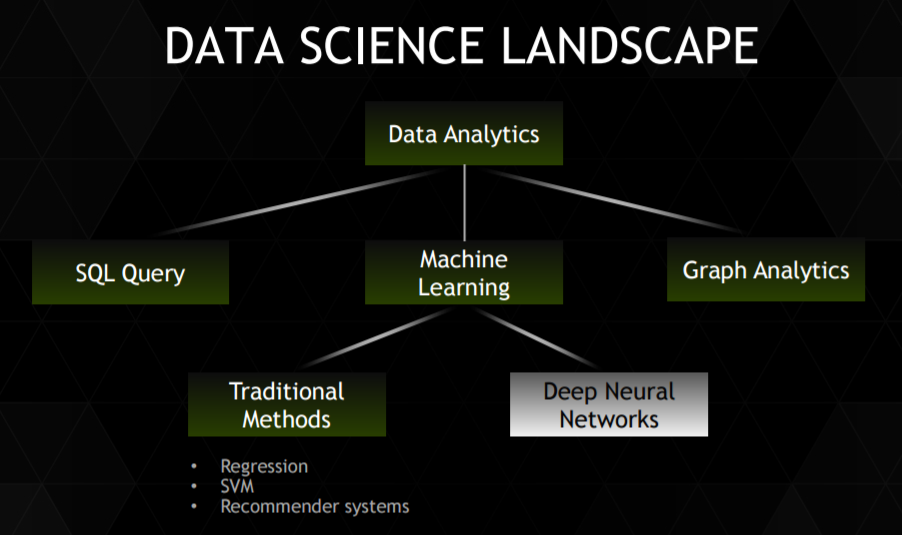 DATA SCIENCE LANDSCAPE
Data Analytics
SQL Query
Machine
Learning
Graph Analytics
Traditional
Methods
Deep Neural
Networks
• Regression
• SVM
• Recommender systems